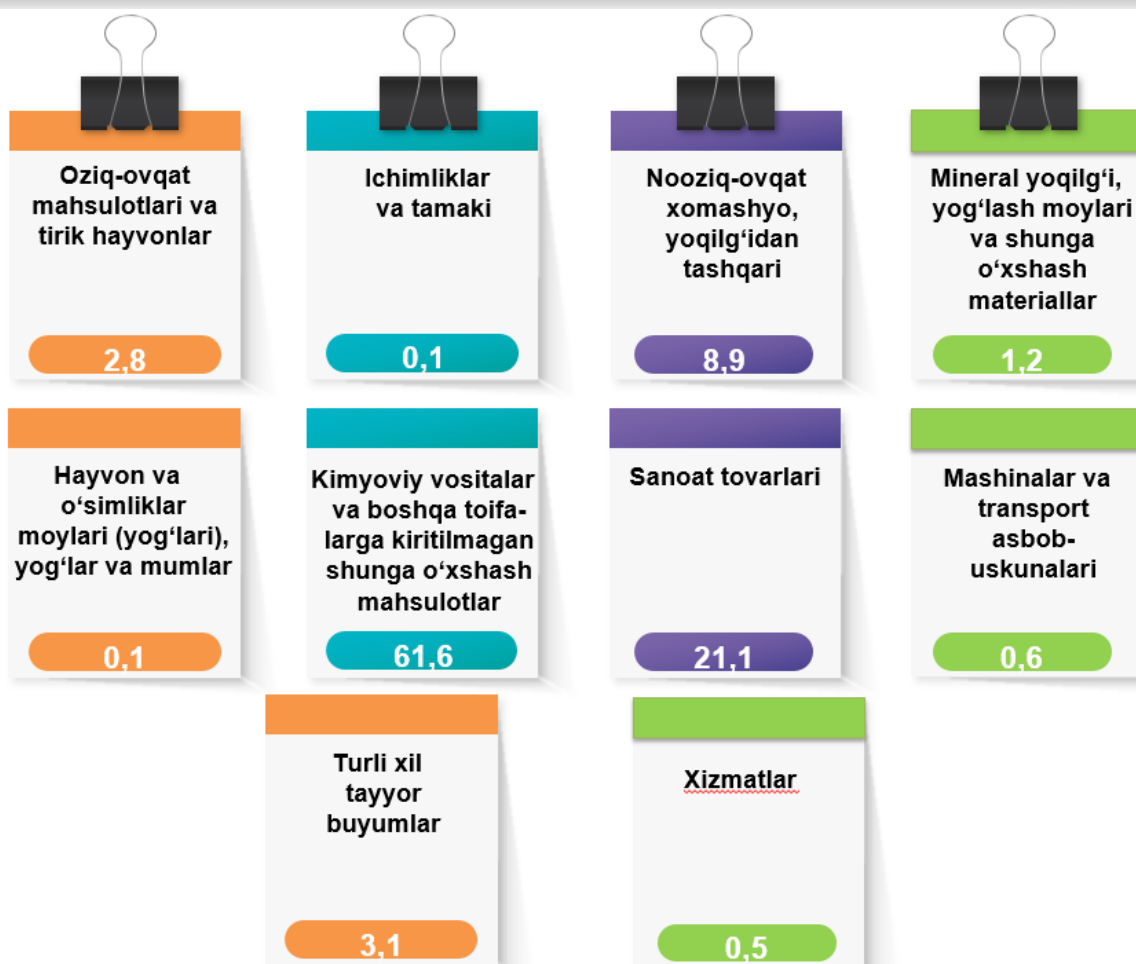 Oziq-ovqat
mahsulotlari va
tirik hayvonlar
2,8
Ichimliklar
va tamaki
0,1
Nooziq-ovqat
xomashyo,
yoqilg‘idan
tashqari
8,9
Mineral yoqilg‘i,
yog‘lash moylari
va shunga
o‘xshash
materiallar
1,2
Hayvon va
o‘simliklar
moylari (yog‘lari),
yog‘lar va mumlar
0,1
Kimyoviy vositalar
va boshqa toifa-
larga kiritilmagan
shunga o‘xshash
mahsulotlar
61,6
Sanoat tovarlari
21,1
Mashinalar va
transport
asbob-
uskunalari
0,6
Turli xil
tayyor
buyumlar
3,1
Xizmatlar
0,5